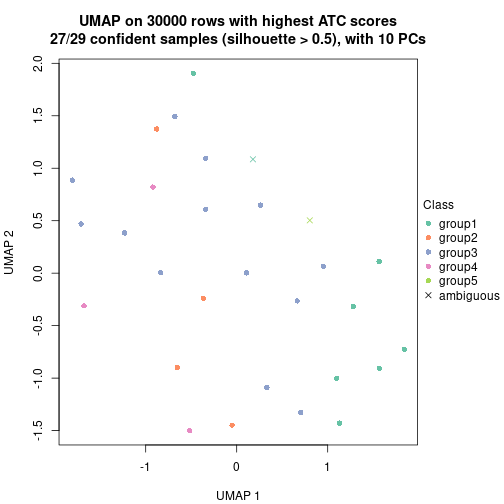 UMAP on 30000 rows with highest ATC scores
27/29 confident samples (silhouette > 0.5), with 10 PCs
2.0
1.5
1.0
0.5
0.0
-0.5
-1.0
-1.5
UMAP 2
-1
0
1
UMAP 1
Class
group1
group2
group3
group4
group5
ambiguous